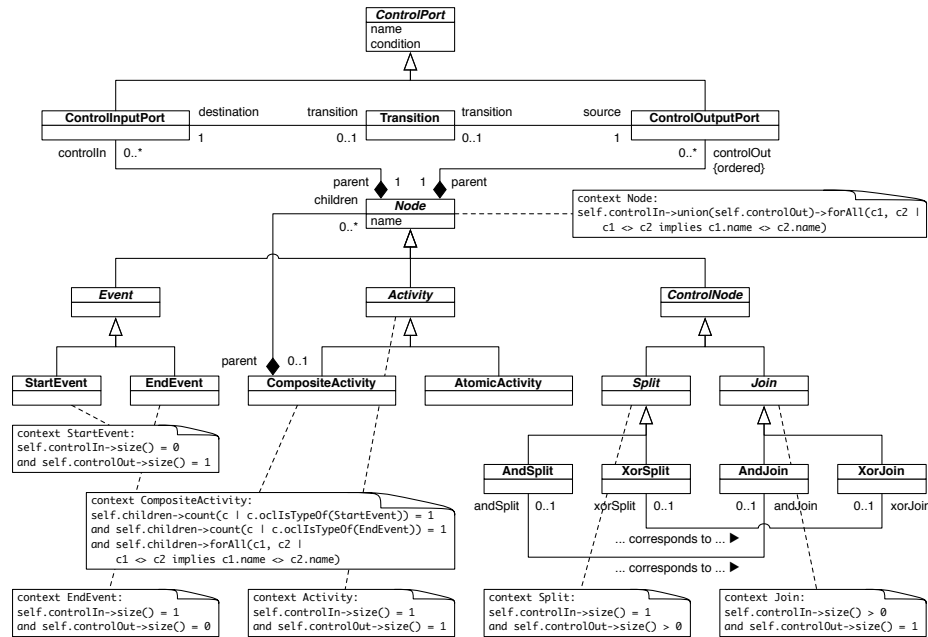 ControlPort
name
condition
ControlInputPort
destination
transition
Transition
transition
source
ControlOutputPort
1
0..1
0..1
1
controlIn
0..*
0..*
controlOut
{ordered}
parent
1
1
parent
children
0..*
Node
name
context Node:
self.controlIn->union(self.controlOut)->forAll(c1, c2 |
c1 <> c2 implies c1.name <> c2.name)
Event
Activity
ControlNode
parent
0..1
StartEvent
EndEvent
CompositeActivity
AtomicActivity
Split
Join
context StartEvent:
self.controlIn->size() = 0
and self.controlOut->size() = 1
AndSplit
XorSplit
AndJoin
XorJoin
andSplit
0..1
xorSplit
0..1
0..1
andJoin
0..1
xorJoin
context CompositeActivity:
self.children->count(c | c.oclIsTypeOf(StartEvent)) = 1
and self.children->count(c | c.oclIsTypeOf(EndEvent)) = 1
and self.children->forAll(c1, c2 |
c1 <> c2 implies c1.name <> c2.name)
... corresponds to ... ▶
... corresponds to ... ▶
context EndEvent:
self.controlIn->size() = 1
and self.controlOut->size() = 0
context Activity:
self.controlIn->size() = 1
and self.controlOut->size() = 1
context Split:
self.controlIn->size() = 1
and self.controlOut->size() > 0
context Join:
self.controlIn->size() > 0
and self.controlOut->size() = 1